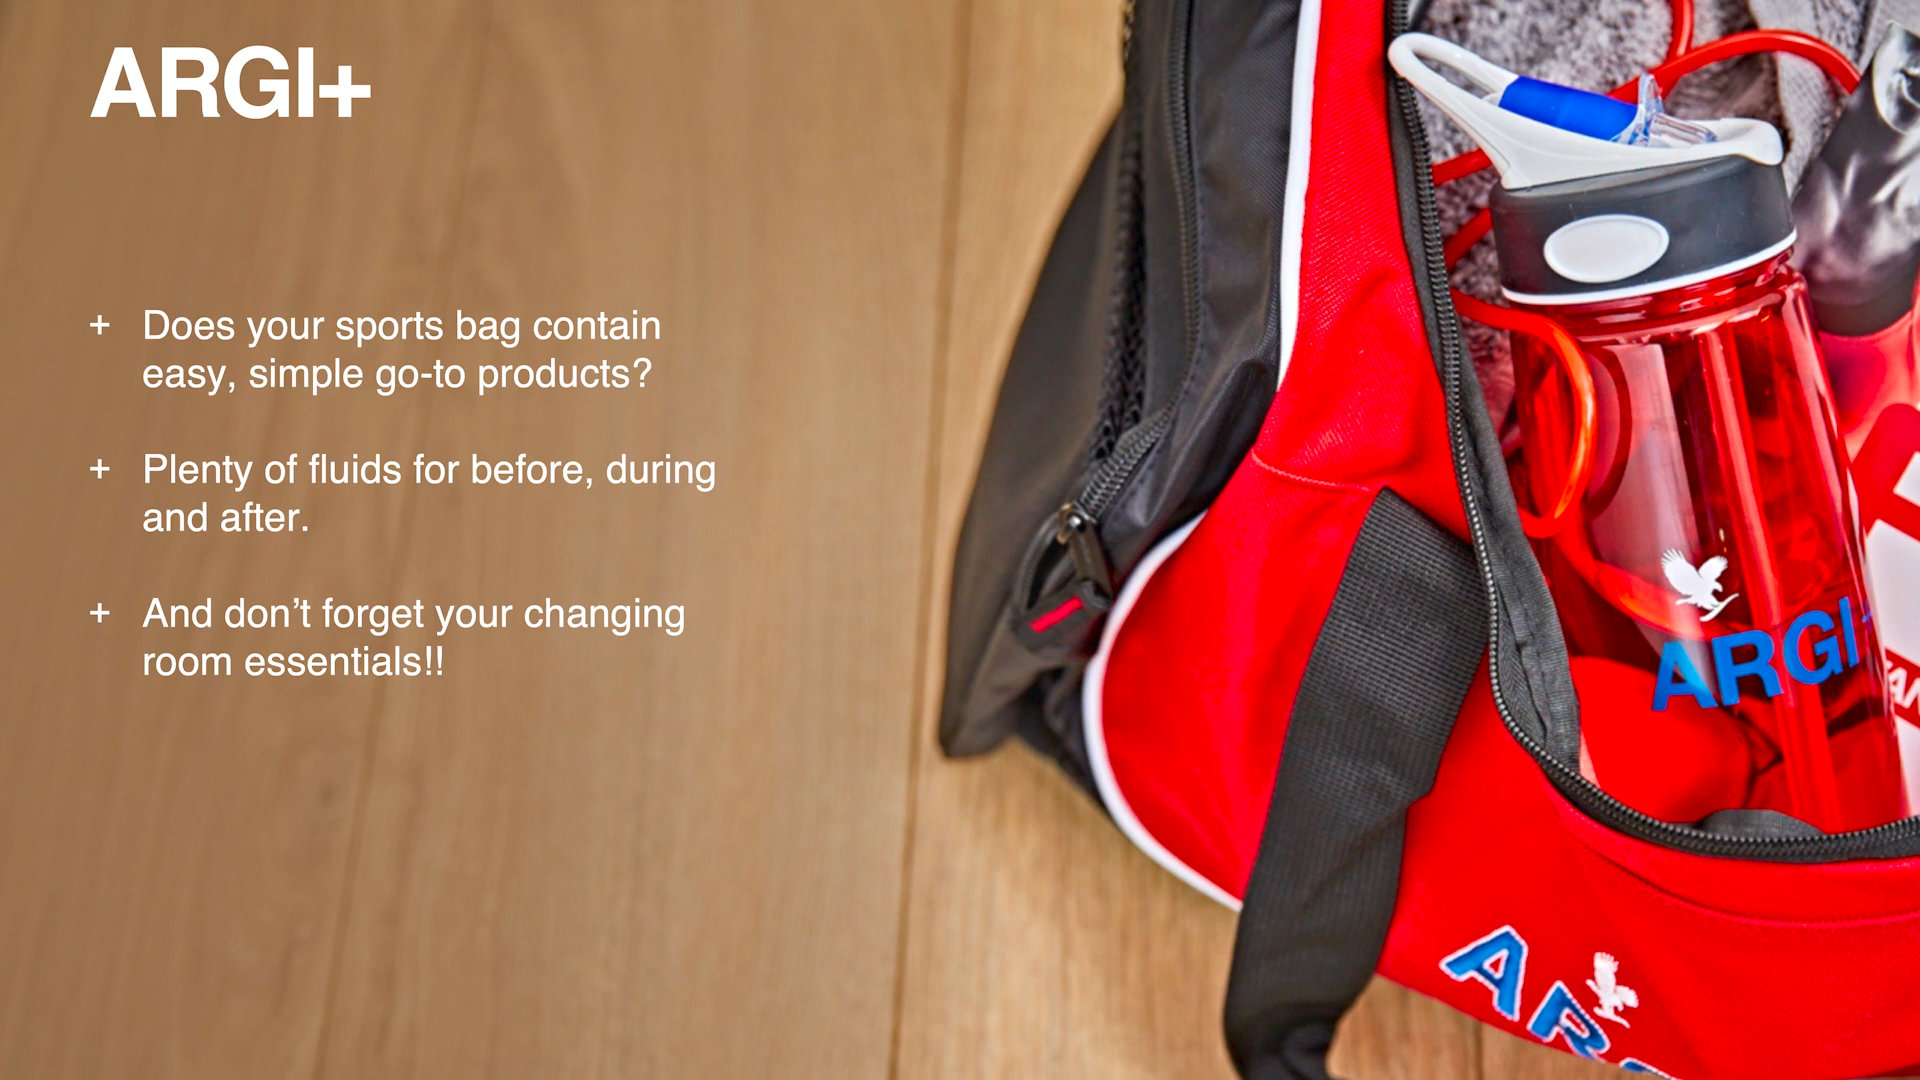 ARGI+
+ Does your sports bag contain
easy, simple go-to products?
+ Plenty of fluids for before, during
and after.
+ And don’t forget your changing
room essentials!!
ARGI+
AR